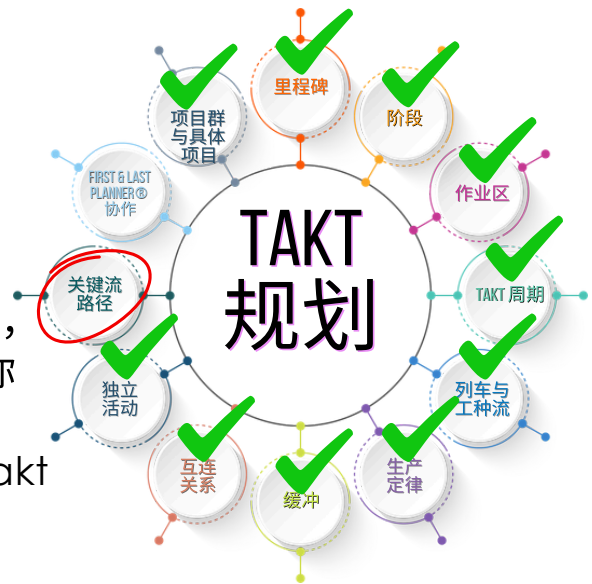 里程碑
阶段
项目群
与具体
项目
作业区
FIRST & LAST
PLANNER®
协作
TAKT
规划
TAKT 周期
关键流
路径
，
你
列车与
工种流
独立
活动
akt
互连
关系
生产
定律
缓冲